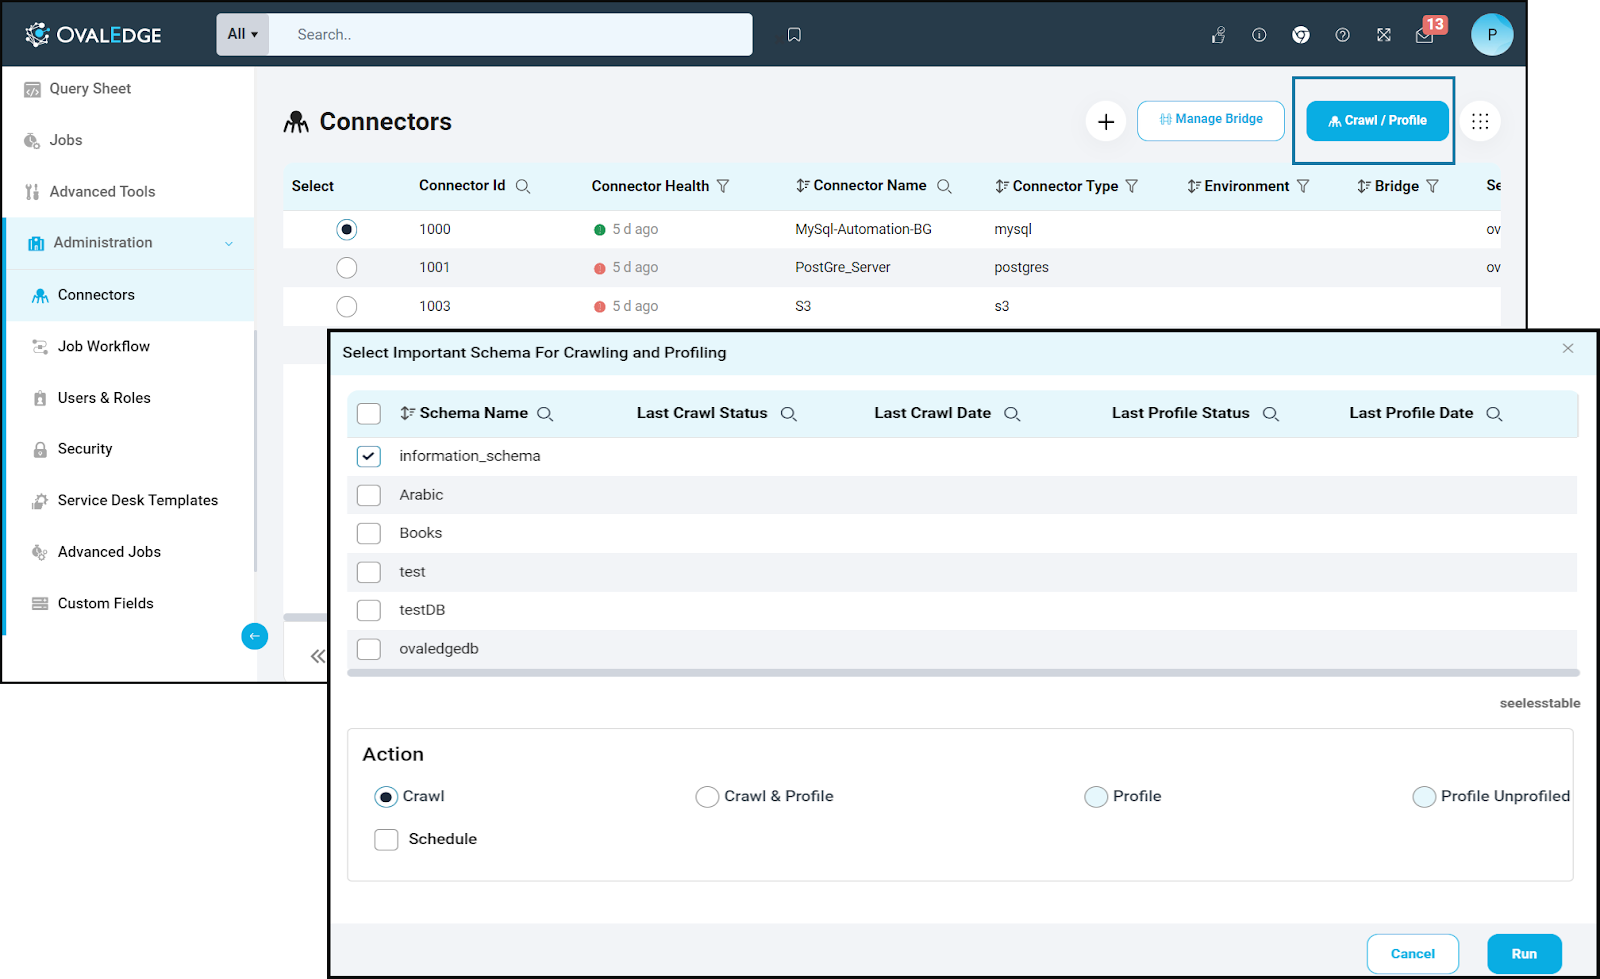 OVALEDGE All Search.. 13 P
Query Sheet
Jobs
Advanced Tools
Administration
Connectors
Job Workflow
Users & Roles
Security
Service Desk Templates
Advanced Jobs
Custom Fields
Connectors
Manage Bridge Crawl / Profile
Select Connector Id Connector Health Connector Name Connector Type Environment Bridge Se
1000 5 d ago MySql-Automation-BG mysql ov
1001 5 d ago PostGre_Server postgres ov
1003 5 d ago S3 s3
Select Important Schema For Crawling and Profiling
Schema Name Last Crawl Status Last Crawl Date Last Profile Status Last Profile Date
information_schema
Arabic
Books
test
testDB
ovaledgedb
seelesstable
Action
Crawl Crawl & Profile Profile Profile Unprofiled
Schedule
Cancel Run